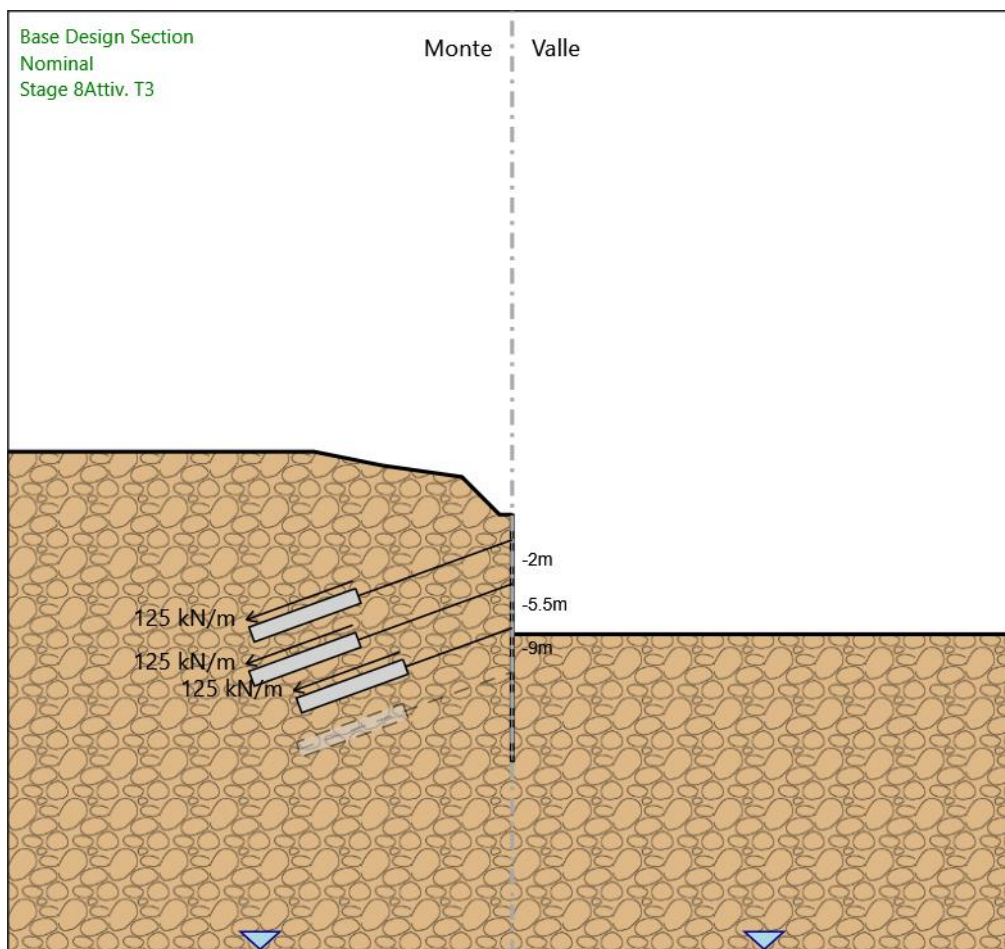 Base Design Section
Nominal
Stage 8Attiv. T3
Monte
Valle
-2m
-5.5m
-9m
125 kN/m
125 kN/m
125 kN/m